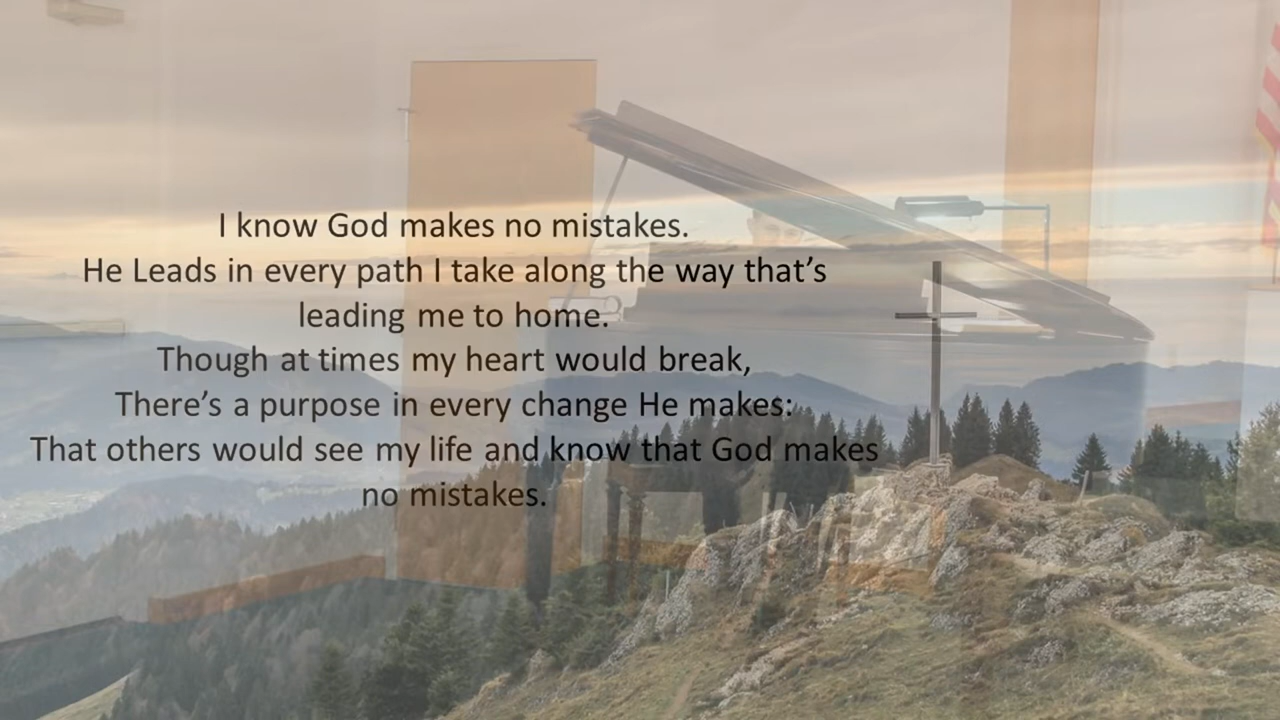 I know God makes no mistakes.
He Leads in every path I take along the way that’s
leading me to home.
Though at times my heart would break,
There’s a purpose in every change He makes:
That others would see my life and know that God makes
no mistakes.